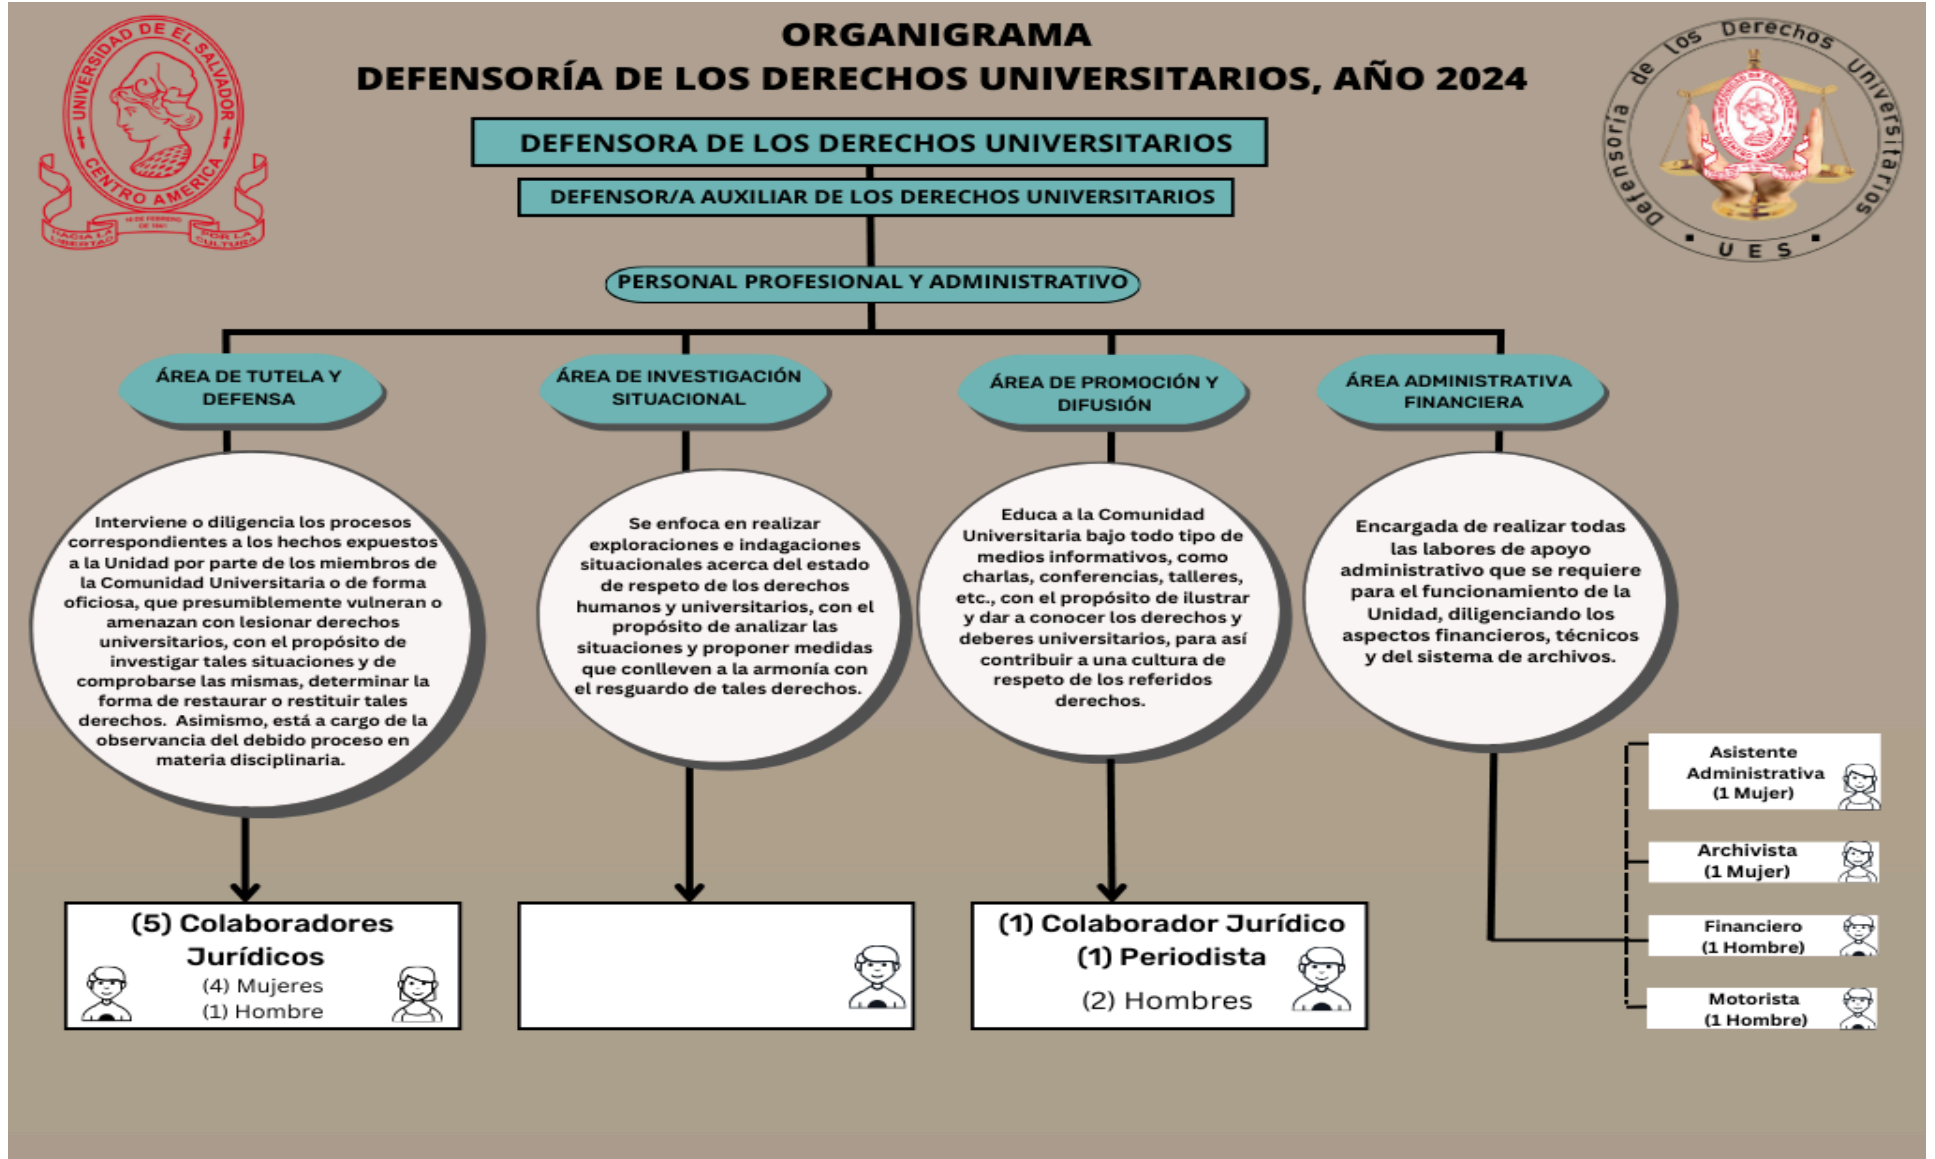 ORGANIGRAMA
DEFENSORÍA DE LOS DERECHOS UNIVERSITARIOS, AÑO 2024
UNIVERSIDAD DE EL SALVADOR
CENTRO AMERICA
HACIA LA LIBERTAD
16 DE FEBRERO
DE 1841
POR LA CULTURA
Defensoría de los Derechos Universitarios
UES
DEFENSORA DE LOS DERECHOS UNIVERSITARIOS
DEFENSOR/A AUXILIAR DE LOS DERECHOS UNIVERSITARIOS
PERSONAL PROFESIONAL Y ADMINISTRATIVO
ÁREA DE TUTELA Y
DEFENSA
Interviene o diligencia los procesos
correspondientes a los hechos expuestos
a la Unidad por parte de los miembros de
la Comunidad Universitaria o de forma
oficiosa, que presumiblemente vulneran o
amenazan con lesionar derechos
universitarios, con el propósito de
investigar tales situaciones y de
comprobarse las mismas, determinar la
forma de restaurar o restituir tales
derechos. Asimismo, está a cargo de la
observancia del debido proceso en
materia disciplinaria.
(5) Colaboradores
Jurídicos
(4) Mujeres
(1) Hombre
ÁREA DE INVESTIGACIÓN
SITUACIONAL
Se enfoca en realizar
exploraciones e indagaciones
situacionales acerca del estado
de respeto de los derechos
humanos y universitarios, con el
propósito de analizar las
situaciones y proponer medidas
que conlleven a la armonía con
el resguardo de tales derechos.
ÁREA DE PROMOCIÓN Y
DIFUSIÓN
Educa a la Comunidad
Universitaria bajo todo tipo de
medios informativos, como
charlas, conferencias, talleres,
etc., con el propósito de ilustrar
y dar a conocer los derechos y
deberes universitarios, para así
contribuir a una cultura de
respeto de los referidos
derechos.
(1) Colaborador Jurídico
(1) Periodista
(2) Hombres
ÁREA ADMINISTRATIVA
FINANCIERA
Encargada de realizar todas
las labores de apoyo
administrativo que se requiere
para el funcionamiento de la
Unidad, diligenciando los
aspectos financieros, técnicos
y del sistema de archivos.
Asistente
Administrativa
(1 Mujer)
Archivista
(1 Mujer)
Financiero
(1 Hombre)
Motorista
(1 Hombre)